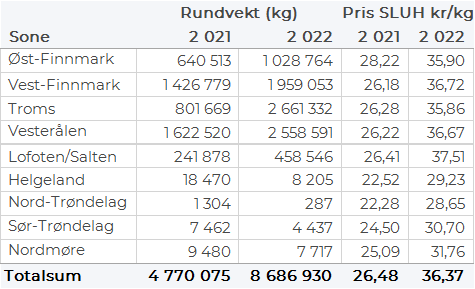 Rundvekt (kg) Pris SLUH kr/kg
Sone 2 021 2 022 2 021 2 022
Øst-Finnmark 640 513 1 028 764 28,22 35,90
Vest-Finnmark 1 426 779 1 959 053 26,18 36,72
Troms 801 669 2 661 332 26,28 35,86
Vesterålen 1 622 520 2 558 591 26,22 36,67
Lofoten/Salten 241 878 458 546 26,41 37,51
Helgeland 18 470 8 205 22,52 29,23
Nord-Trøndelag 1 304 287 22,28 28,65
Sør-Trøndelag 7 462 4 437 24,50 30,70
Nordmøre 9 480 7 717 25,09 31,76
Totalsum 4 770 075 8 686 930 26,48 36,37